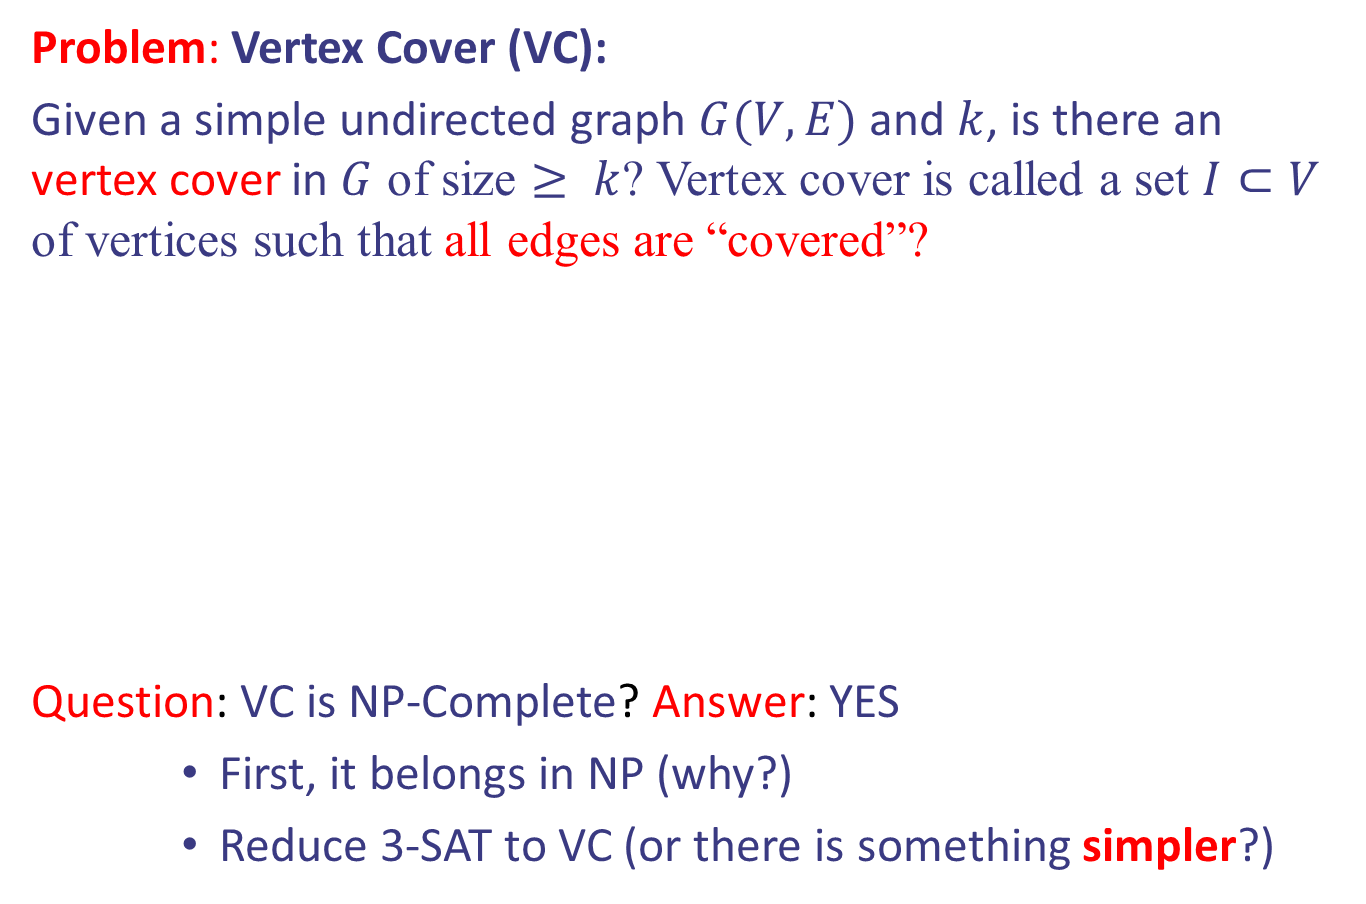 Problem: Vertex Cover (VC):
Given a simple undirected graph G(V, E) and k, is there an
vertex cover in G of size ≥ k? Vertex cover is called a set I ⊂ V
of vertices such that all edges are “covered”?
Question: VC is NP-Complete? Answer: YES
• First, it belongs in NP (why?)
• Reduce 3-SAT to VC (or there is something simpler?)